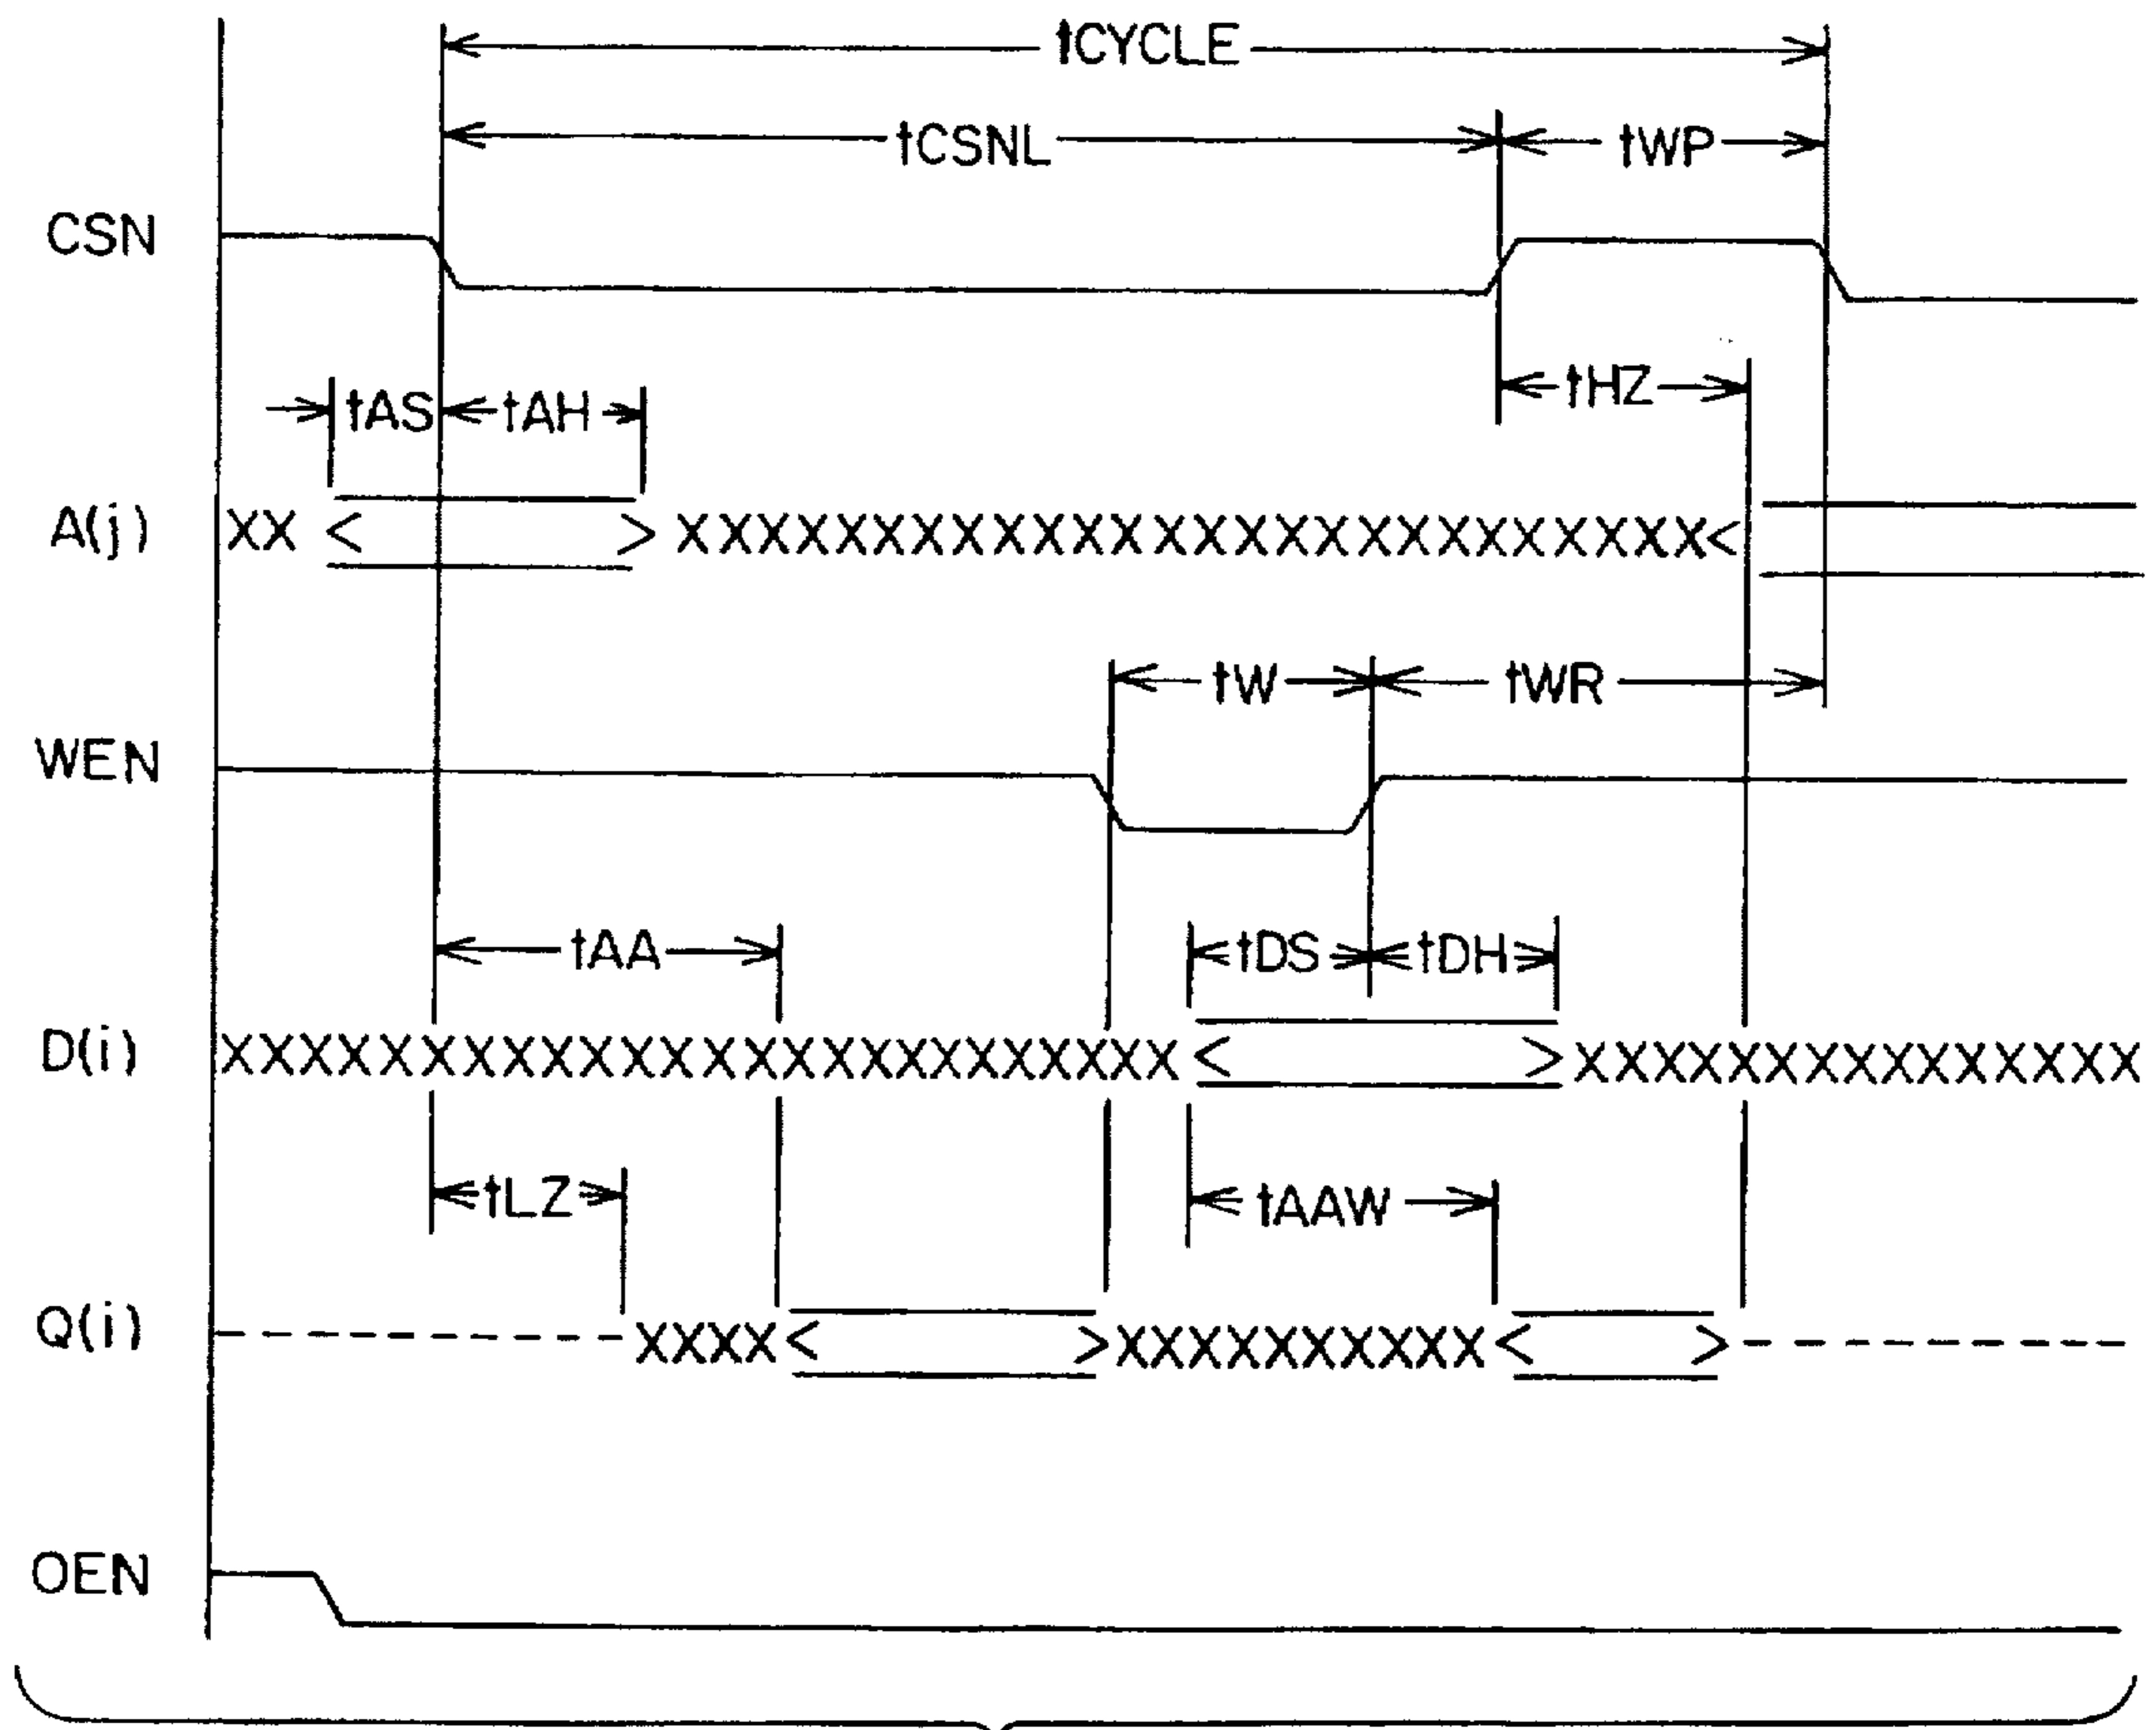 tCYCLE
tCSNL tWP
CSN
tAS tAH tHZ
A(j) XX < > XXXXXXXXXXXXXXXXXXXXXXXXXX<
tW tWR
WEN
tAA tDS tDH
D(i) XXXXXXXXXXXXXXXXXXXXXXXX< >XXXXXXXXXXXXXXX
tLZ tAAW
Q(i) XXXX< >XXXXXXXXXX< >
OEN